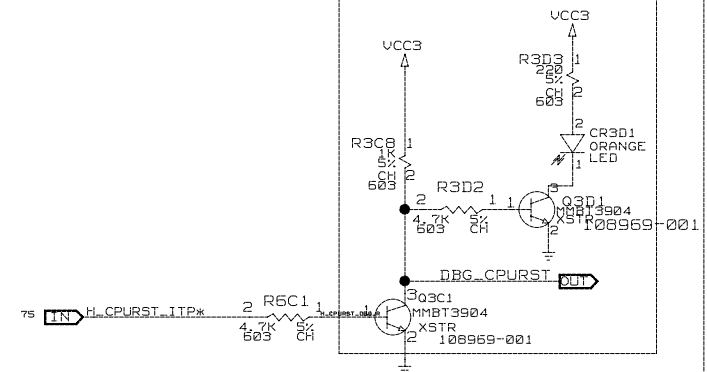 VCC3
VCC3
R3D3
1
220
5%
CH
2
603
2
CR3D1
ORANGE
LED
1
R3C8
1
1K
5%
CH
2
603
R3D2
2
1
1
3
Q3D1
4.7K
5%
603
CH
MMBT3904
XSTR
2
108969-001
DBG_CPURST
OUT
3
Q3C1
75
IN
H_CPURST_ITP*
2
R6C1
1
H_CPURST_DBG_R
1
MMBT3904
4.7K
5%
603
CH
XSTR
2
108969-001